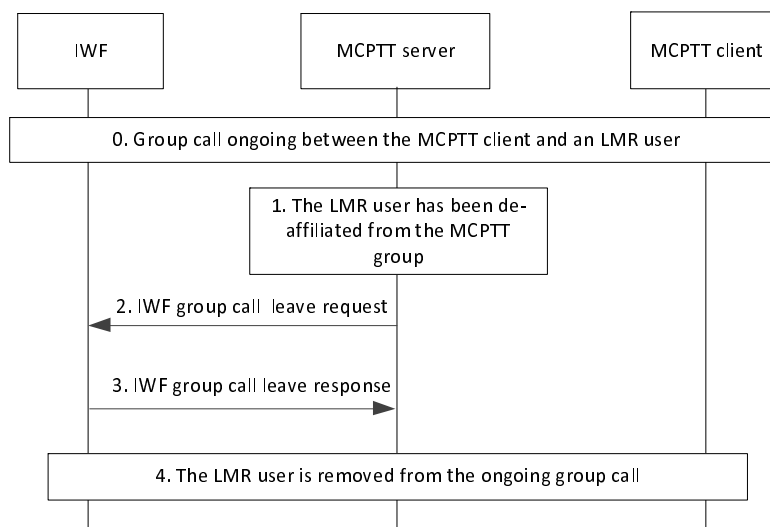 IWF
MCPTT server
MCPTT client
0. Group call ongoing between the MCPTT client and an LMR user
1. The LMR user has been de-
affiliated from the MCPTT
group
2. IWF group call leave request
3. IWF group call leave response
4. The LMR user is removed from the ongoing group call